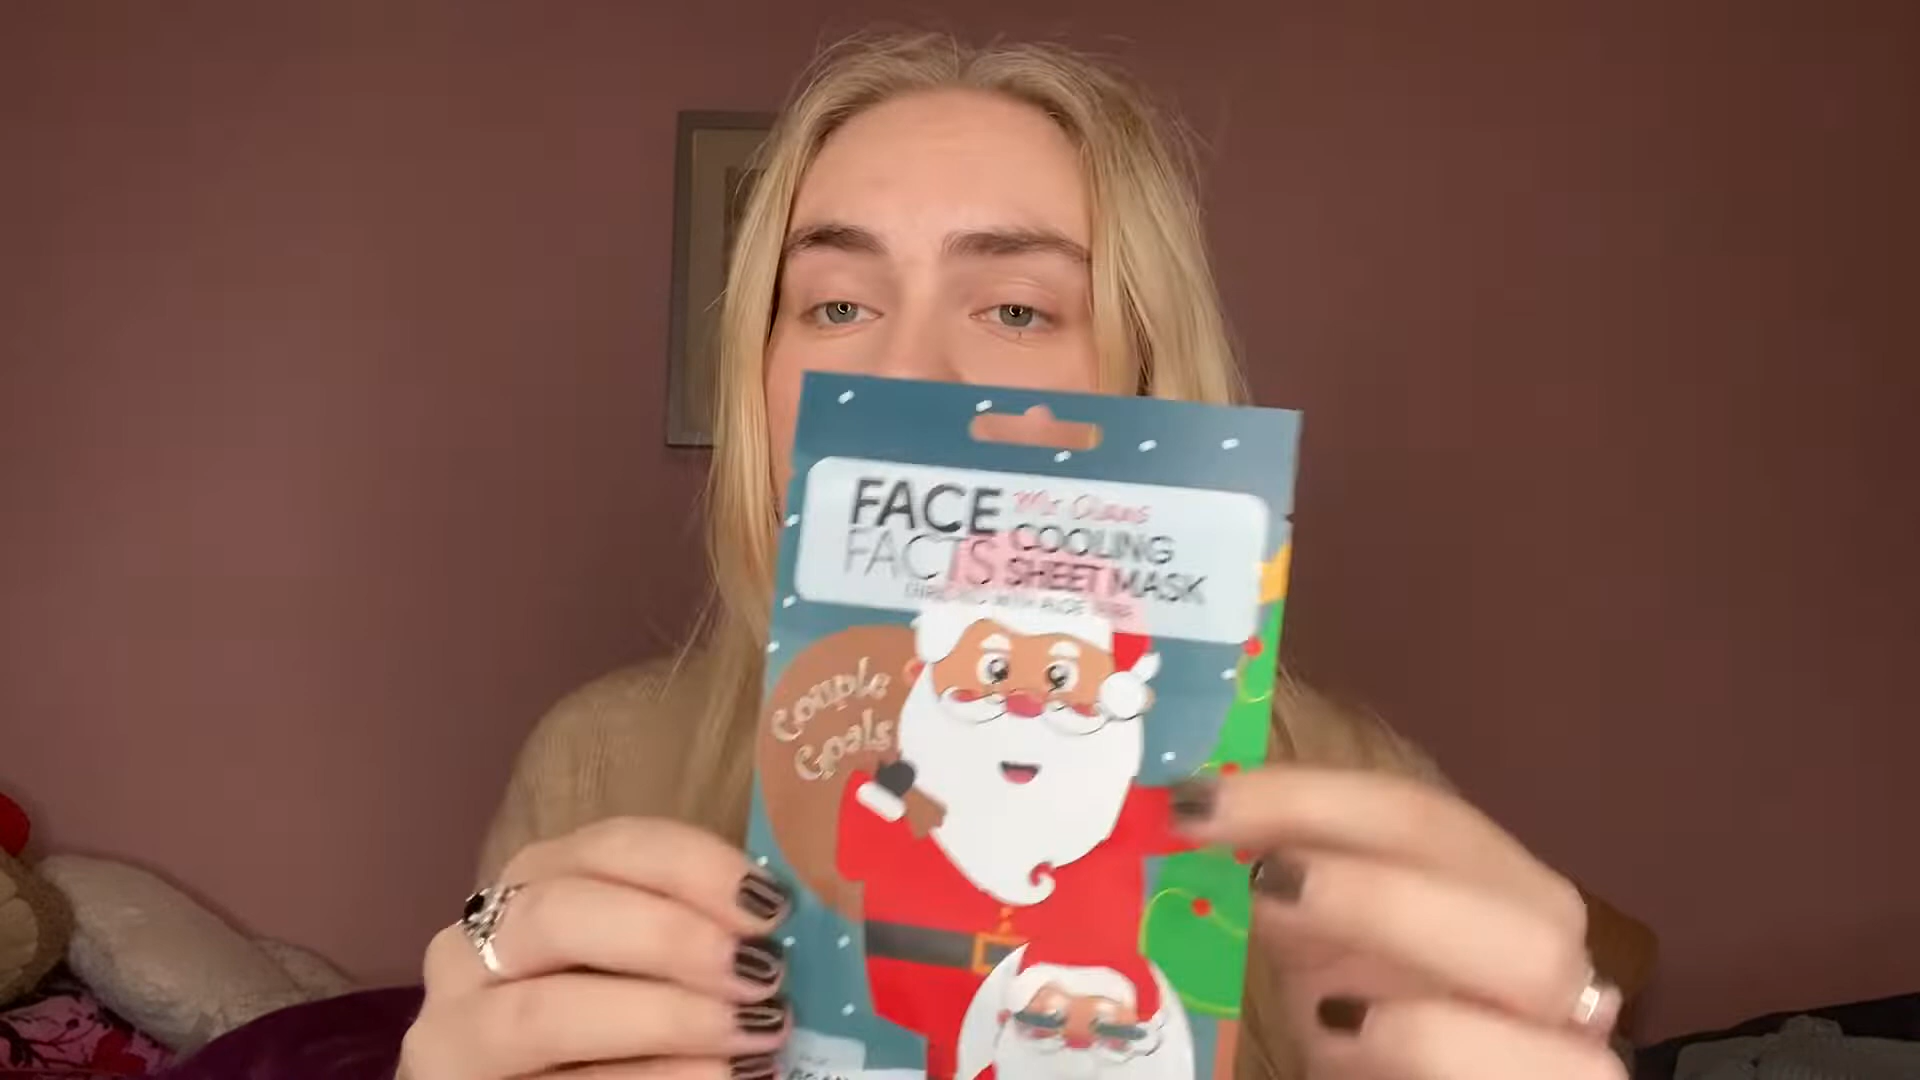 FACE
FACTS
Mr Claus
COOLING
SHEET MASK
Couple
Goals